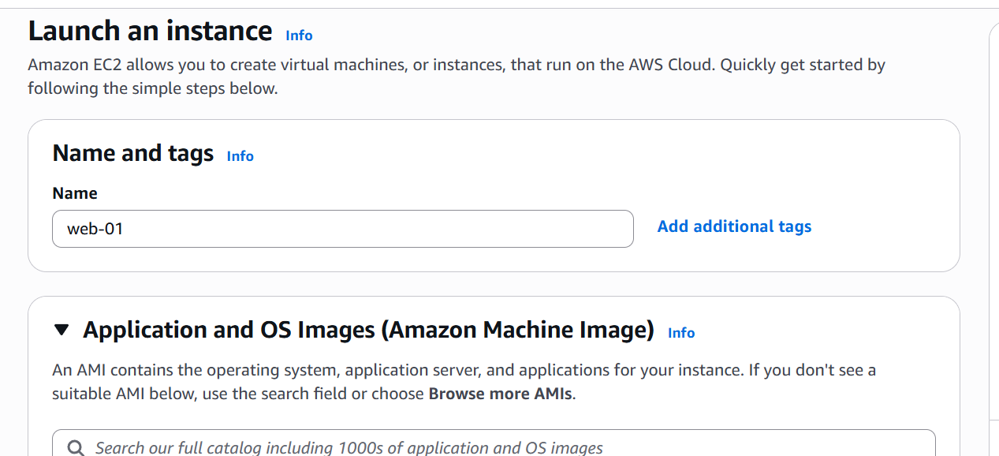 Launch an instance Info
Amazon EC2 allows you to create virtual machines, or instances, that run on the AWS Cloud. Quickly get started by
following the simple steps below.
Name and tags Info
Name
web-01
Add additional tags
Application and OS Images (Amazon Machine Image) Info
An AMI contains the operating system, application server, and applications for your instance. If you don't see a
suitable AMI below, use the search field or choose Browse more AMIs.
Search our full catalog including 1000s of application and OS images